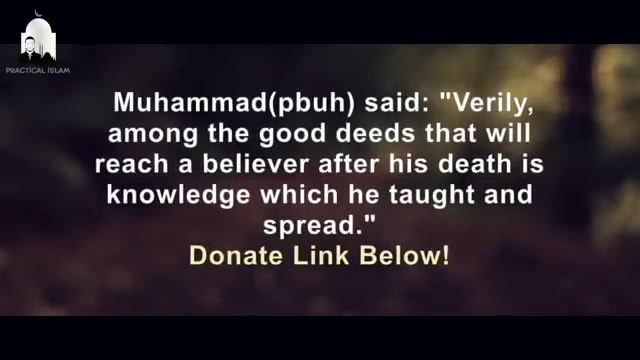 PRACTICAL ISLAM
Muhammad(pbuh) said: "Verily,
among the good deeds that will
reach a believer after his death is
knowledge which he taught and
spread."
Donate Link Below!